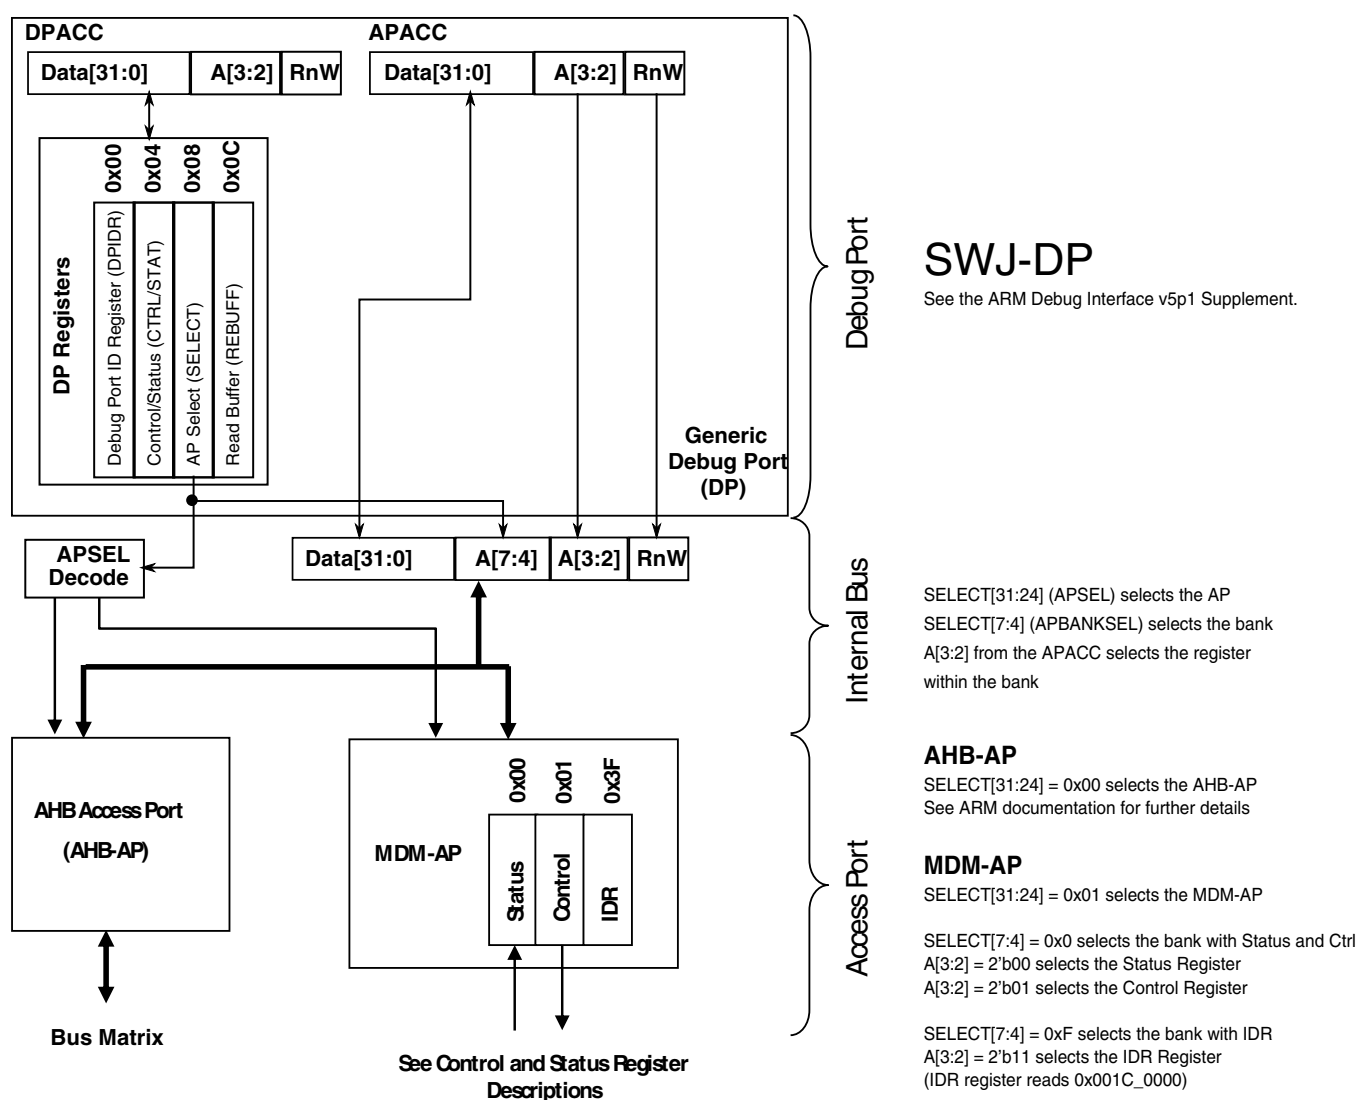 DPACC
APACC
Data[31:0] A[3:2] RnW
Data[31:0] A[3:2] RnW
0x00
0x04
0x08
0x0C
DP Registers
Debug Port ID Register (DPIDR)
Control/Status (CTRL/STAT)
AP Select (SELECT)
Read Buffer (REBUFF)
Generic
Debug Port
(DP)
Debug Port
SWJ-DP
See the ARM Debug Interface v5p1 Supplement.
APSEL
Decode
Data[31:0] A[7:4] A[3:2] RnW
Internal Bus
SELECT[31:24] (APSEL) selects the AP
SELECT[7:4] (APBANKSEL) selects the bank
A[3:2] from the APACC selects the register
within the bank
AHB Access Port
(AHB-AP)
Bus Matrix
MDM-AP
0x00
0x01
0x3F
Status
Control
IDR
See Control and Status Register
Descriptions
Access Port
AHB-AP
SELECT[31:24] = 0x00 selects the AHB-AP
See ARM documentation for further details
MDM-AP
SELECT[31:24] = 0x01 selects the MDM-AP
SELECT[7:4] = 0x0 selects the bank with Status and Ctrl
A[3:2] = 2'b00 selects the Status Register
A[3:2] = 2'b01 selects the Control Register
SELECT[7:4] = 0xF selects the bank with IDR
A[3:2] = 2'b11 selects the IDR Register
(IDR register reads 0x001C_0000)